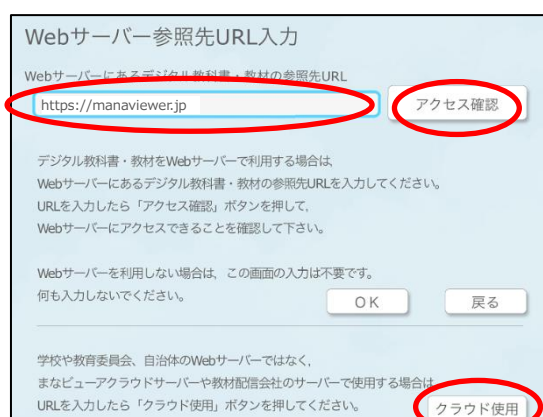 Webサーバー参照先URL入力
Webサーバーにあるデジタル教科書・教材の参照先URL
https://manaviewer.jp
アクセス確認
デジタル教科書・教材をWebサーバーで利用する場合は,
Webサーバーにあるデジタル教科書・教材の参照先URLを入力してください。
URLを入力したら「アクセス確認」ボタンを押して,
Webサーバーにアクセスできることを確認して下さい。
Webサーバーを利用しない場合は，この画面の入力は不要です。
何も入力しないでください。
OK
戻る
学校や教育委員会、自治体のWebサーバーではなく,
まなビューアクラウドサーバーや教材配信会社のサーバーで使用する場合は
URLを入力したら「クラウド使用」ボタンを押してください。
クラウド使用